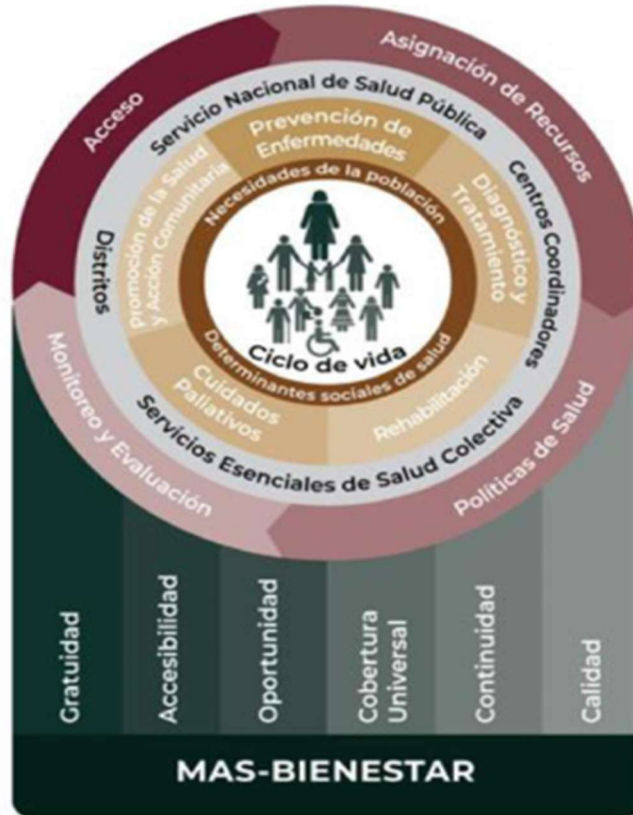 Acceso
Asignación de Recursos
Políticas de Salud
Monitoreo y Evaluación
Servicio Nacional de Salud Pública
Centros Coordinadores
Servicios Esenciales de Salud Colectiva
Distritos
Prevención de
Enfermedades
Diagnóstico y
Tratamiento
Rehabilitación
Cuidados
Paliativos
Promoción de la Salud
y Acción Comunitaria
Necesidades de la población
Determinantes sociales de salud
Ciclo de vida
Gratuidad
Accesibilidad
Oportunidad
Cobertura
Universal
Continuidad
Calidad
MAS-BIENESTAR